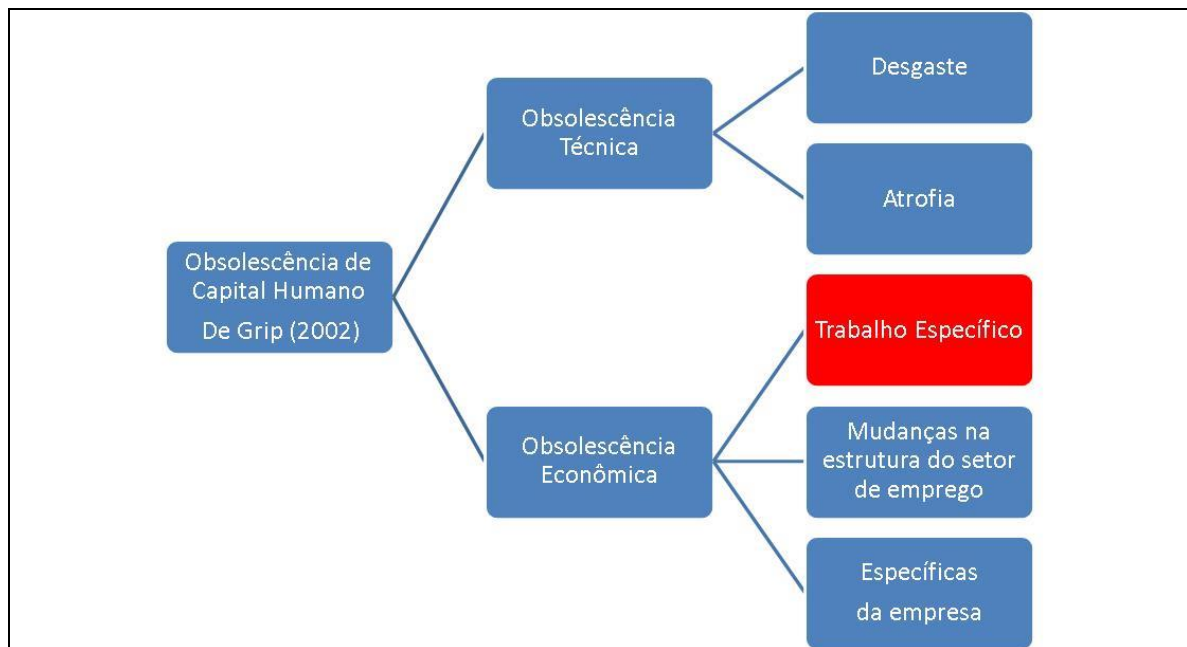 Obsolescência de
Capital Humano
De Grip (2002)
Obsolescência
Técnica
Desgaste
Atrofia
Obsolescência
Econômica
Trabalho Específico
Mudanças na
estrutura do setor
de emprego
Específicas
da empresa